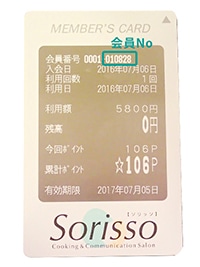 MEMBER'S CARD
会員No
会員番号 0001 010828
入会日 2016年07月06日
利用回数 1回
利用日 2016年07月06日
利用額 5800円
残高 0円
今回ポイント 106P
累計ポイント ☆106P
有効期限 2017年07月05日
【ソリッソ】
Sorisso
Cooking & Communication Salon